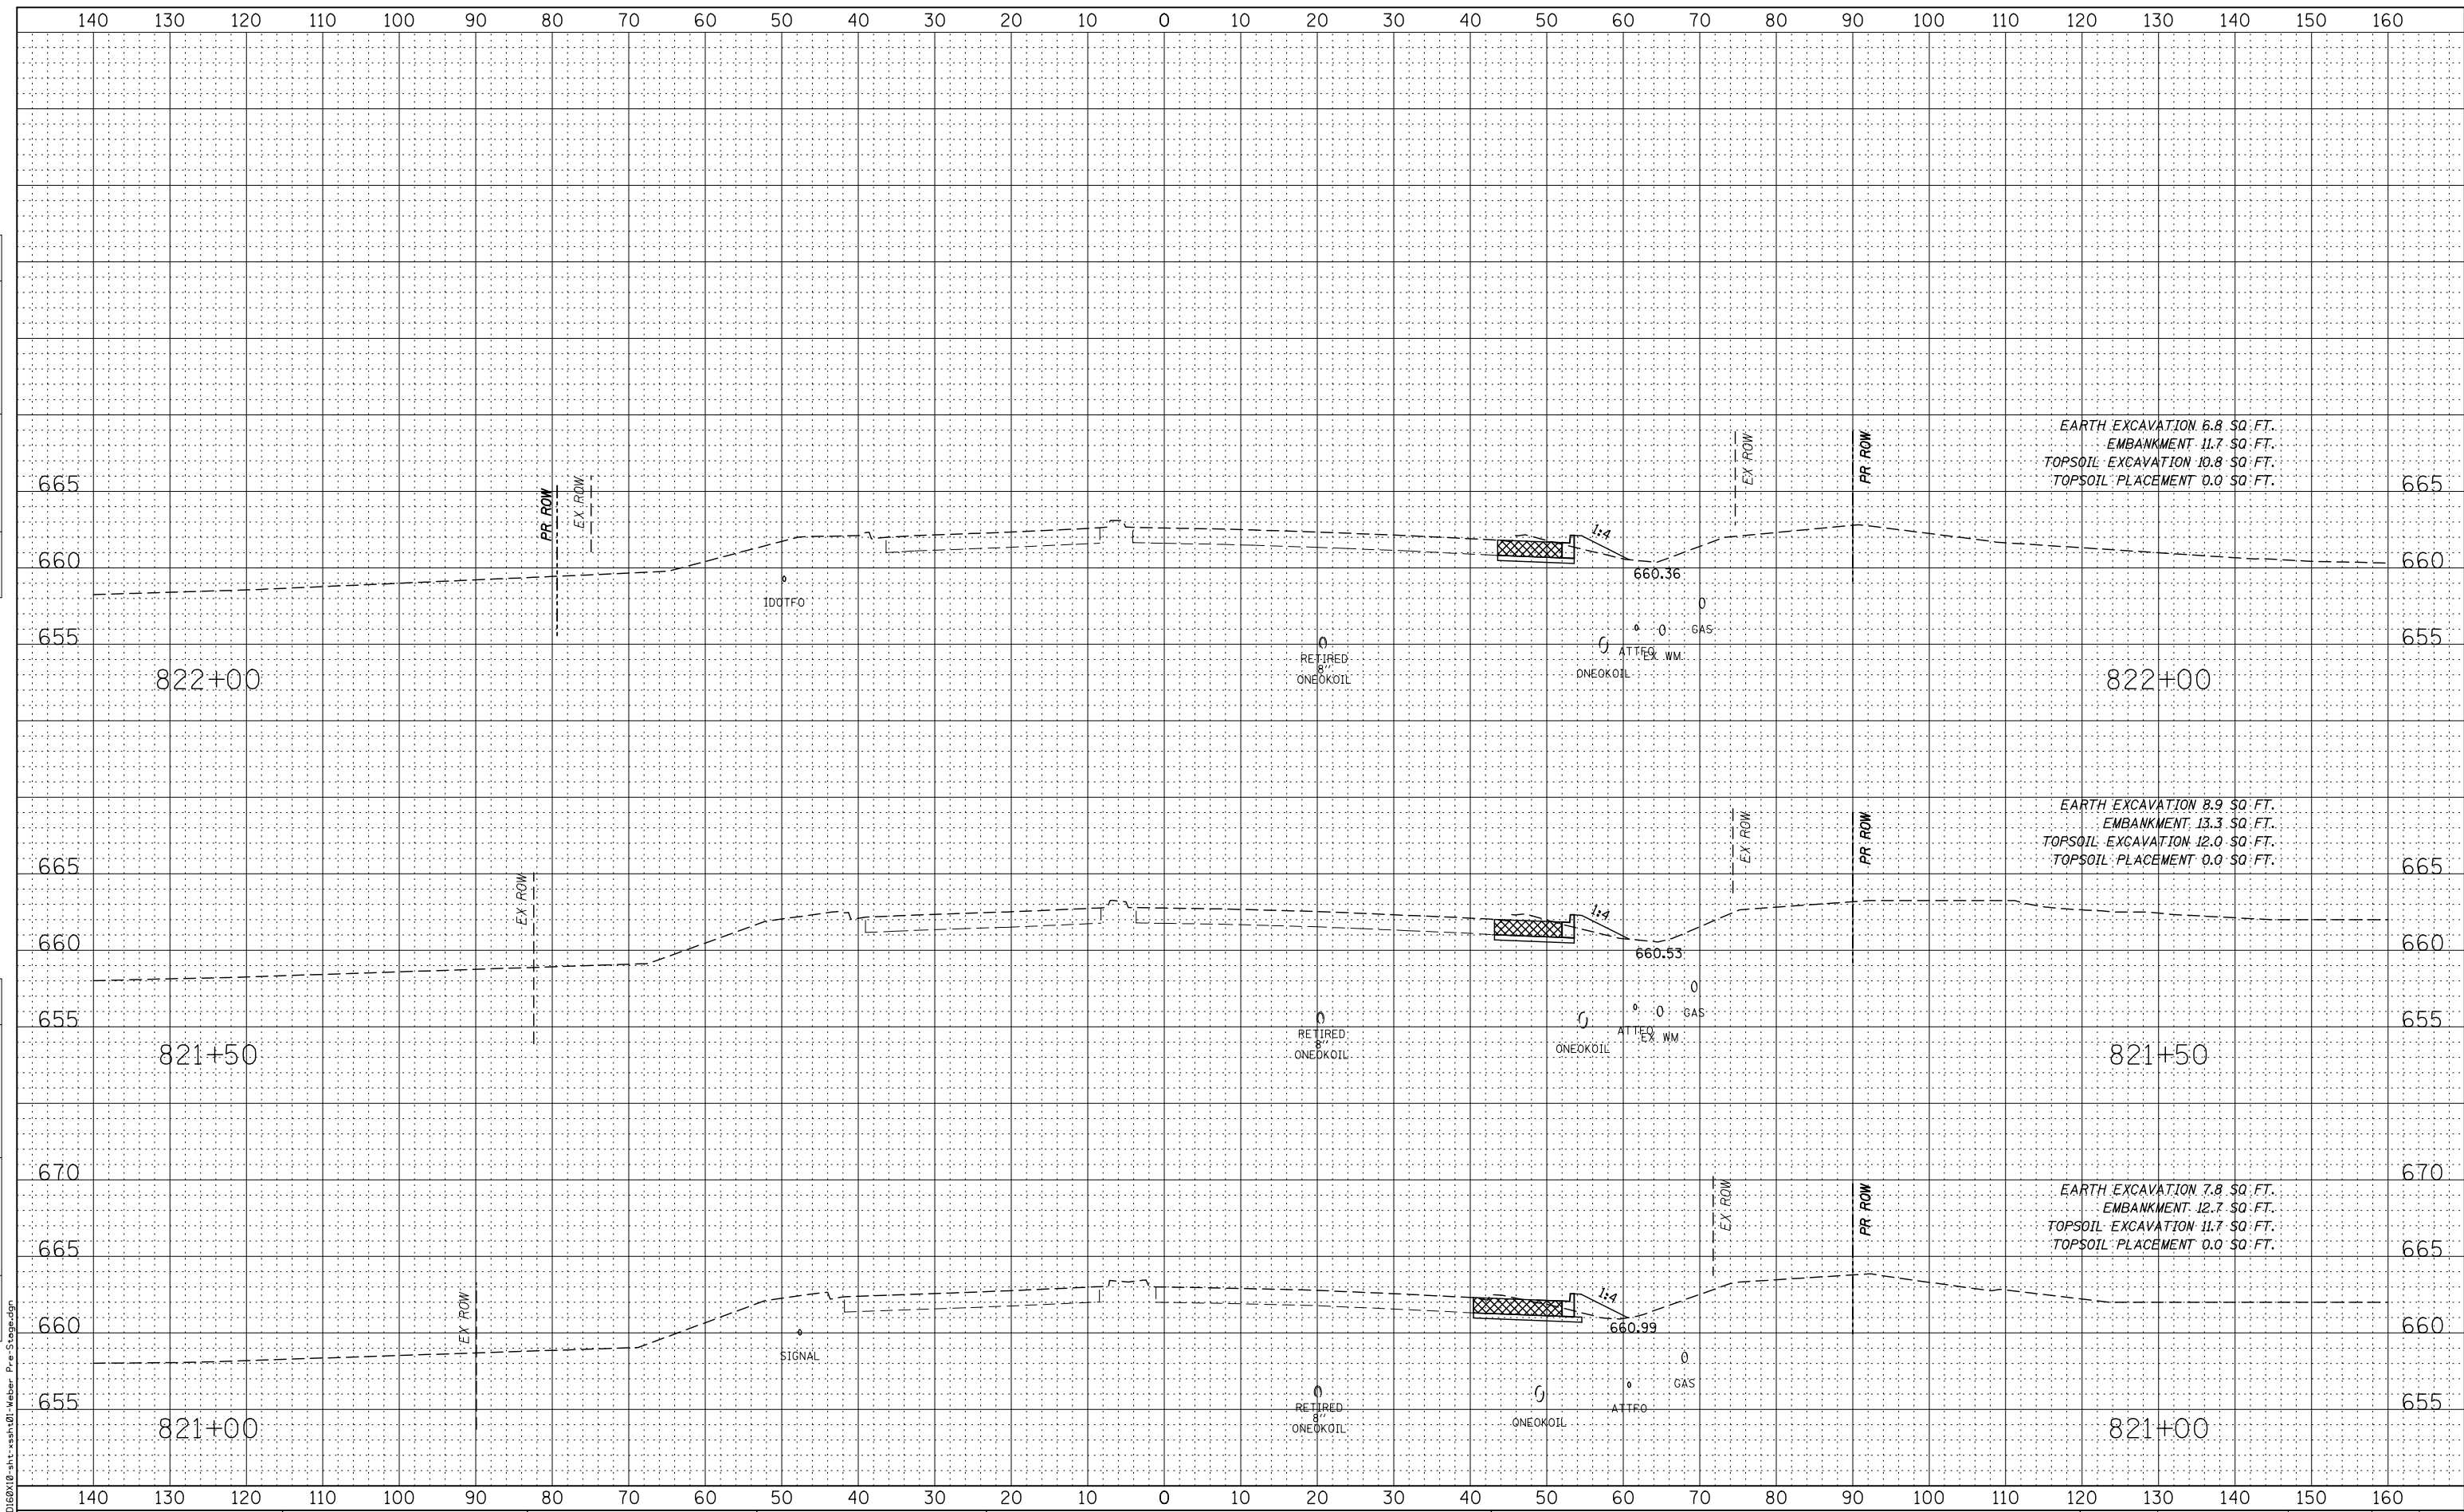 140 130 120 110 100 90 80 70 60 50 40 30 20 10 0 10 20 30 40 50 60 70 80 90 100 110 120 130 140 150 160
EARTH EXCAVATION 6.8 SQ FT.
EMBANKMENT 11.7 SQ FT.
TOPSOIL EXCAVATION 10.8 SQ FT.
TOPSOIL PLACEMENT 0.0 SQ FT.
EX ROW
PR ROW
665
PR ROW
EX ROW
665
1:4
660
660.36
660
IDOTFO
GAS
655
RETIRED
8''
ONEOKOIL
ATTFO
EX WM
ONEOKOIL
655
822+00
822+00
EARTH EXCAVATION 8.9 SQ FT.
EMBANKMENT 13.3 SQ FT.
TOPSOIL EXCAVATION 12.0 SQ FT.
TOPSOIL PLACEMENT 0.0 SQ FT.
EX ROW
PR ROW
665
EX ROW
665
1:4
660
660.53
660
GAS
655
RETIRED
8''
ONEOKOIL
ATTFO
EX WM
ONEOKOIL
655
821+50
821+50
670
670
EARTH EXCAVATION 7.8 SQ FT.
EMBANKMENT 12.7 SQ FT.
TOPSOIL EXCAVATION 11.7 SQ FT.
TOPSOIL PLACEMENT 0.0 SQ FT.
EX ROW
PR ROW
665
665
EX ROW
1:4
660
660.99
660
SIGNAL
GAS
655
RETIRED
8''
ONEOKOIL
ONEOKOIL
ATTFO
655
821+00
821+00
D160X10-sht-xssht01-Weber Pre-Stage.dgn
140 130 120 110 100 90 80 70 60 50 40 30 20 10 0 10 20 30 40 50 60 70 80 90 100 110 120 130 140 150 160